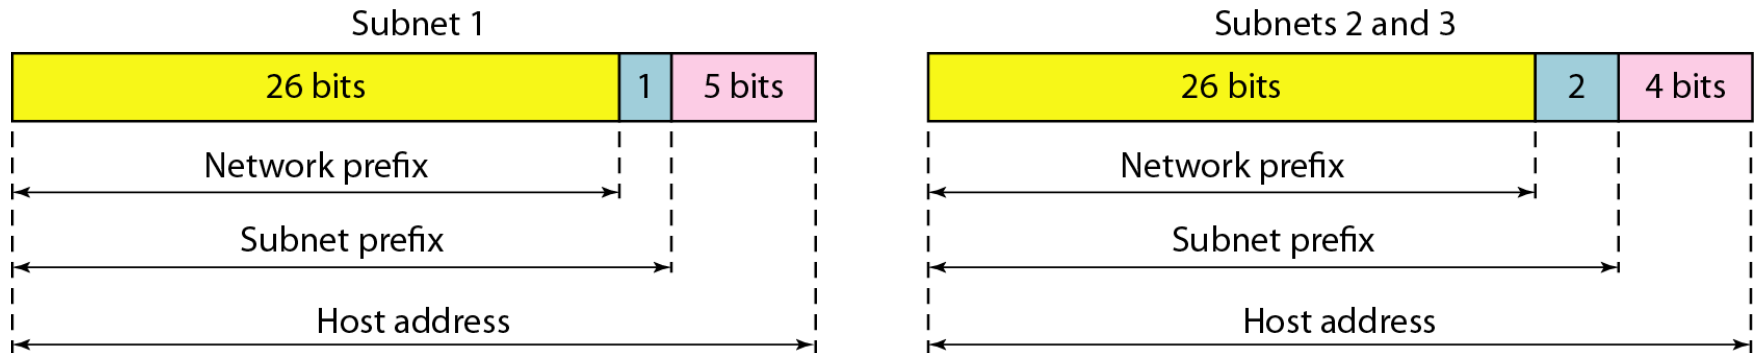 Subnet 1
26 bits 1 5 bits
Network prefix
Subnet prefix
Host address
Subnets 2 and 3
26 bits 2 4 bits
Network prefix
Subnet prefix
Host address